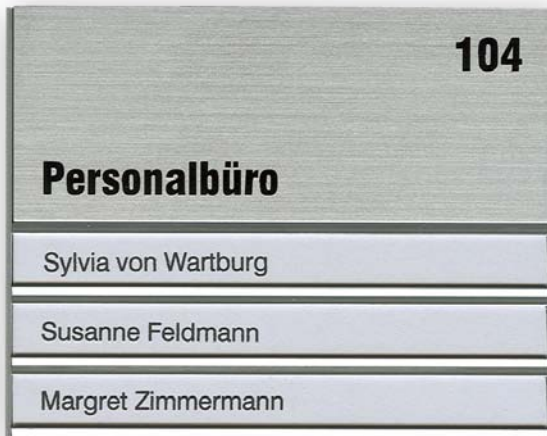 104
Personalbüro
Sylvia von Wartburg
Susanne Feldmann
Margret Zimmermann